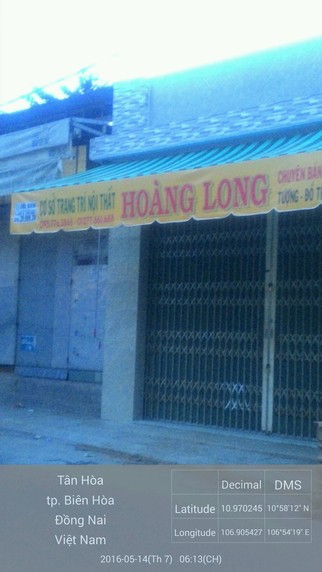 CƠ SỞ TRANG TRÍ NỘI THẤT
HOÀNG LONG
CHUYÊN BÁN
TƯỢNG - ĐỒ T
Tân Hòa
tp. Biên Hòa
Đồng Nai
Việt Nam
Decimal DMS
Latitude 10.970245 10°58'12" N
Longitude 106.905427 106°54'19" E
2016-05-14(Th 7) 06:13(CH)